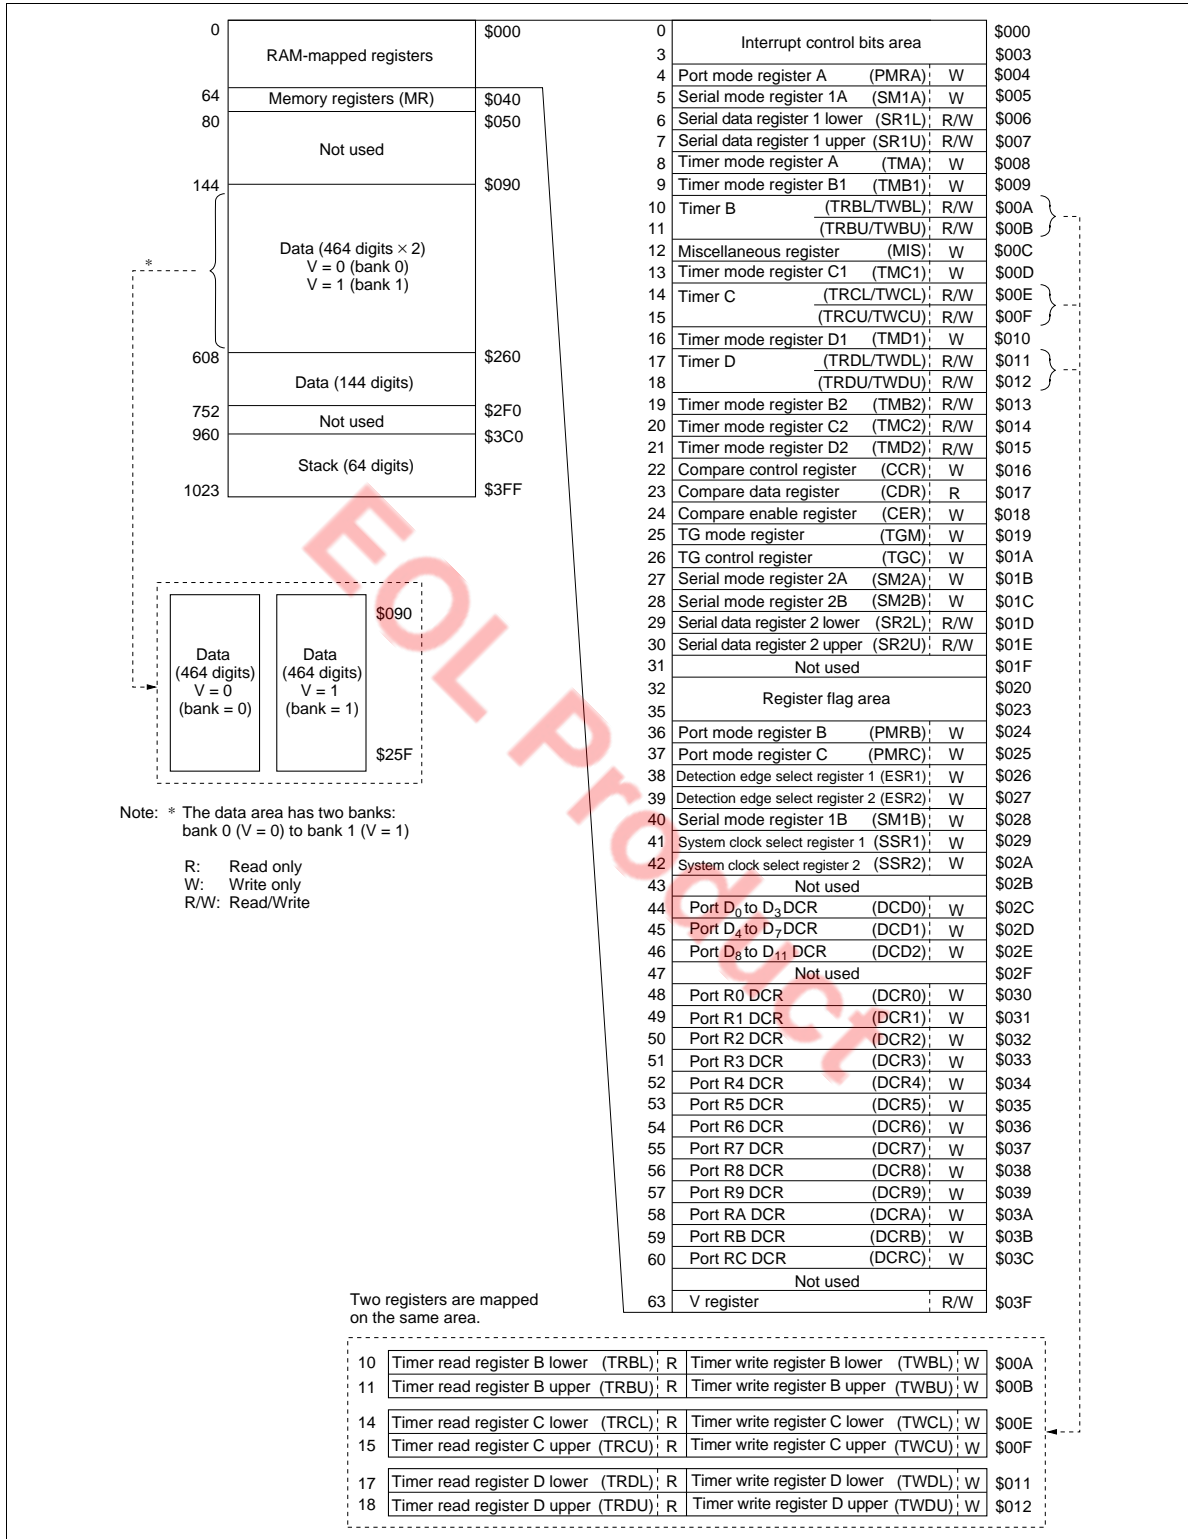 0 RAM-mapped registers $000
64 Memory registers (MR) $040
80 Not used $050
144 $090
Data (464 digits × 2)
V = 0 (bank 0)
V = 1 (bank 1)
*
608 $260
Data (144 digits)
752 Not used $2F0
960 $3C0
Stack (64 digits)
1023 $3FF
Data
(464 digits)
V = 0
(bank = 0)
Data
(464 digits)
V = 1
(bank = 1)
$090
$25F
Note: * The data area has two banks:
bank 0 (V = 0) to bank 1 (V = 1)
R: Read only
W: Write only
R/W: Read/Write
0 Interrupt control bits area $000
3 $003
4 Port mode register A (PMRA) W $004
5 Serial mode register 1A (SM1A) W $005
6 Serial data register 1 lower (SR1L) R/W $006
7 Serial data register 1 upper (SR1U) R/W $007
8 Timer mode register A (TMA) W $008
9 Timer mode register B1 (TMB1) W $009
10 Timer B (TRBL/TWBL) R/W $00A
11 (TRBU/TWBU) R/W $00B
12 Miscellaneous register (MIS) W $00C
13 Timer mode register C1 (TMC1) W $00D
14 Timer C (TRCL/TWCL) R/W $00E
15 (TRCU/TWCU) R/W $00F
16 Timer mode register D1 (TMD1) W $010
17 Timer D (TRDL/TWDL) R/W $011
18 (TRDU/TWDU) R/W $012
19 Timer mode register B2 (TMB2) R/W $013
20 Timer mode register C2 (TMC2) R/W $014
21 Timer mode register D2 (TMD2) R/W $015
22 Compare control register (CCR) W $016
23 Compare data register (CDR) R $017
24 Compare enable register (CER) W $018
25 TG mode register (TGM) W $019
26 TG control register (TGC) W $01A
27 Serial mode register 2A (SM2A) W $01B
28 Serial mode register 2B (SM2B) W $01C
29 Serial data register 2 lower (SR2L) R/W $01D
30 Serial data register 2 upper (SR2U) R/W $01E
31 Not used $01F
32 Register flag area $020
35 $023
36 Port mode register B (PMRB) W $024
37 Port mode register C (PMRC) W $025
38 Detection edge select register 1 (ESR1) W $026
39 Detection edge select register 2 (ESR2) W $027
40 Serial mode register 1B (SM1B) W $028
41 System clock select register 1 (SSR1) W $029
42 System clock select register 2 (SSR2) W $02A
43 Not used $02B
44 Port D0 to D3 DCR (DCD0) W $02C
45 Port D4 to D7 DCR (DCD1) W $02D
46 Port D8 to D11 DCR (DCD2) W $02E
47 Not used $02F
48 Port R0 DCR (DCR0) W $030
49 Port R1 DCR (DCR1) W $031
50 Port R2 DCR (DCR2) W $032
51 Port R3 DCR (DCR3) W $033
52 Port R4 DCR (DCR4) W $034
53 Port R5 DCR (DCR5) W $035
54 Port R6 DCR (DCR6) W $036
55 Port R7 DCR (DCR7) W $037
56 Port R8 DCR (DCR8) W $038
57 Port R9 DCR (DCR9) W $039
58 Port RA DCR (DCRA) W $03A
59 Port RB DCR (DCRB) W $03B
60 Port RC DCR (DCRC) W $03C
Not used
63 V register R/W $03F
Two registers are mapped
on the same area.
10 Timer read register B lower (TRBL) R Timer write register B lower (TWBL) W $00A
11 Timer read register B upper (TRBU) R Timer write register B upper (TWBU) W $00B
14 Timer read register C lower (TRCL) R Timer write register C lower (TWCL) W $00E
15 Timer read register C upper (TRCU) R Timer write register C upper (TWCU) W $00F
17 Timer read register D lower (TRDL) R Timer write register D lower (TWDL) W $011
18 Timer read register D upper (TRDU) R Timer write register D upper (TWDU) W $012
EOL Product